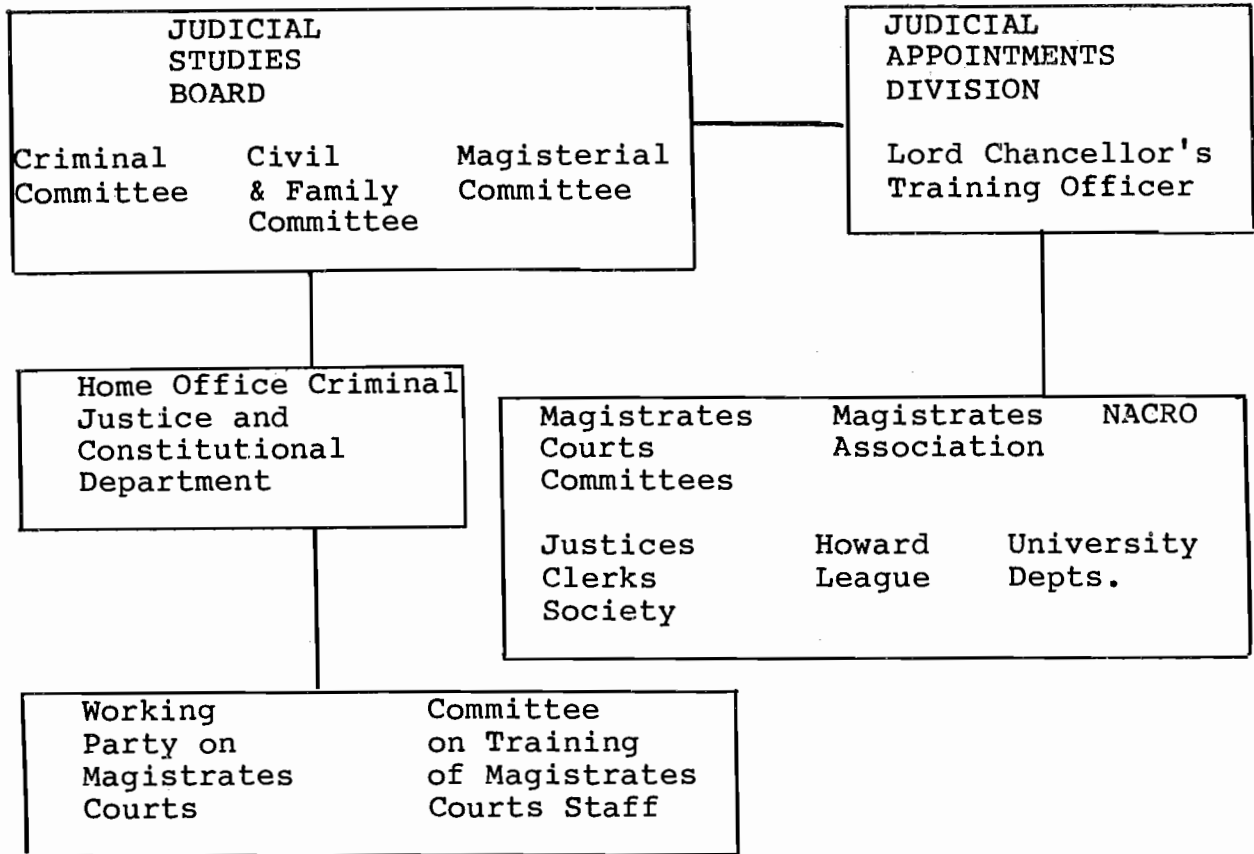 JUDICIAL
STUDIES
BOARD
Criminal
Committee
Civil
& Family
Committee
Magisterial
Committee
JUDICIAL
APPOINTMENTS
DIVISION
Lord Chancellor's
Training Officer
Home Office Criminal
Justice and
Constitutional
Department
Magistrates
Courts
Committees
Magistrates
Association
NACRO
Justices
Clerks
Society
Howard
League
University
Depts.
Working
Party on
Magistrates
Courts
Committee
on Training
of Magistrates
Courts Staff